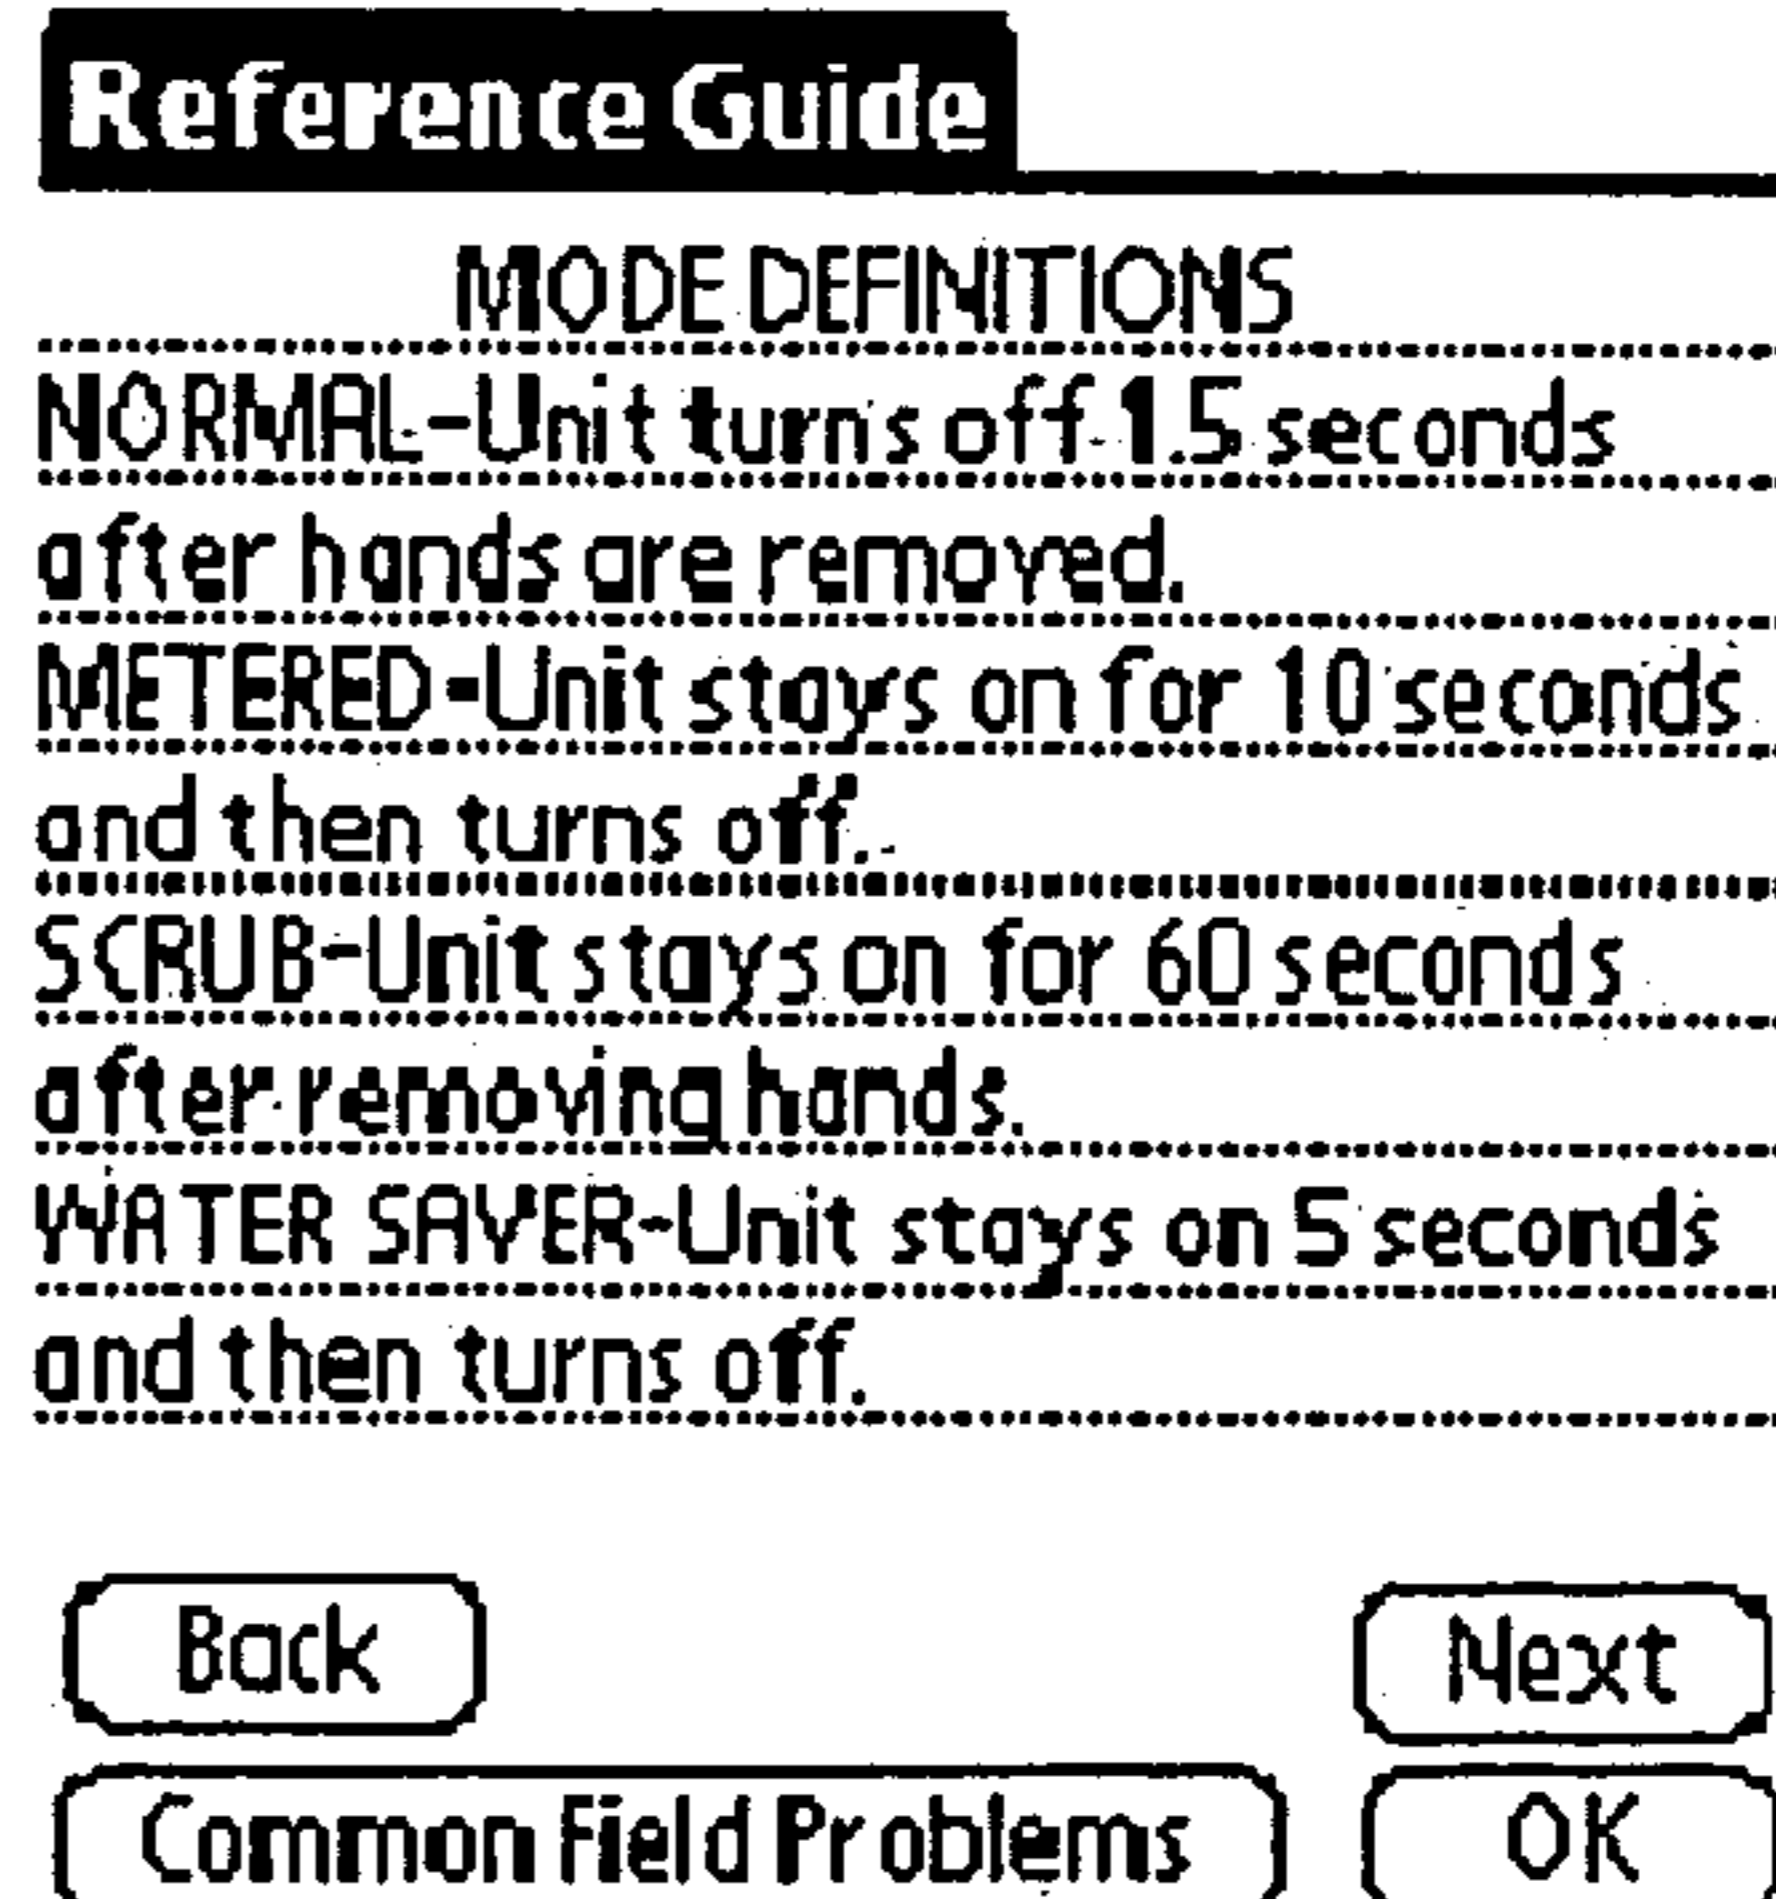 Reference Guide
MODE DEFINITIONS
NORMAL-Unit turns off 1.5 seconds
after hands are removed.
METERED-Unit stays on for 10 seconds
and then turns off.
SCRUB-Unit stays on for 60 seconds
after removing hands.
WATER SAVER-Unit stays on 5 seconds
and then turns off.
Back Next
Common Field Problems OK